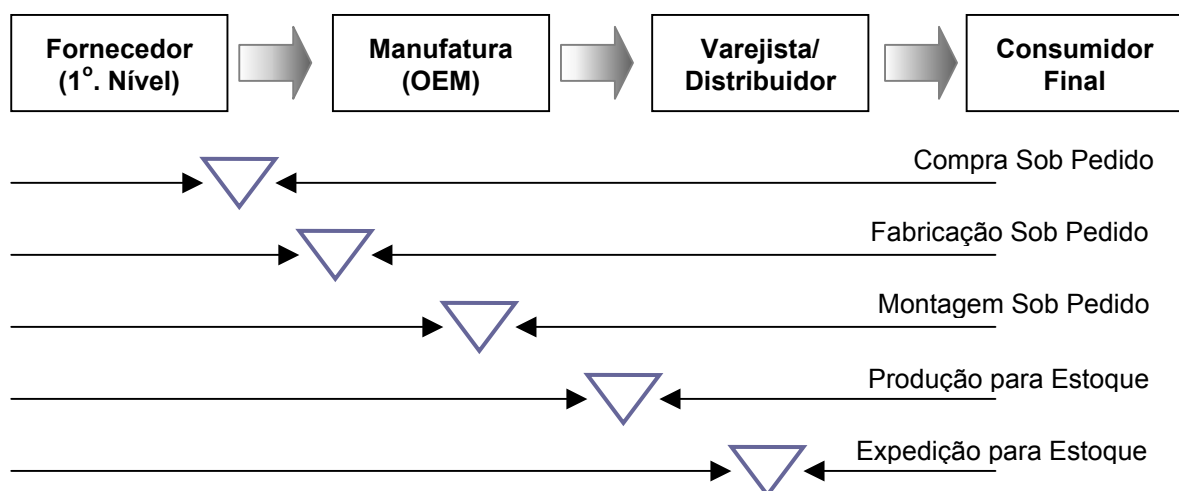 Fornecedor
(1º. Nível)
Manufatura
(OEM)
Varejista/
Distribuidor
Consumidor
Final
Compra Sob Pedido
Fabricação Sob Pedido
Montagem Sob Pedido
Produção para Estoque
Expedição para Estoque